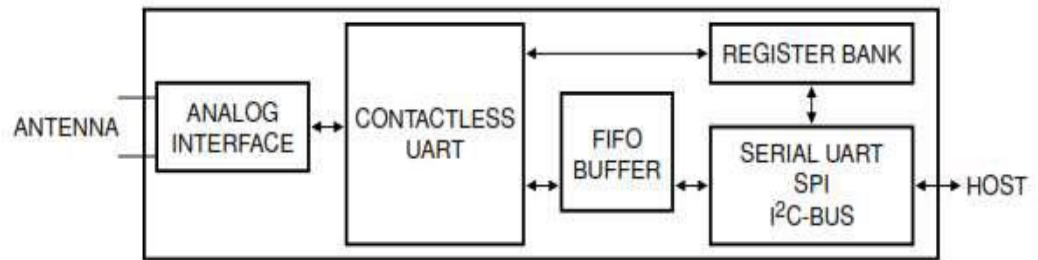 ANTENNA
ANALOG
INTERFACE
CONTACTLESS
UART
FIFO
BUFFER
REGISTER BANK
SERIAL UART
SPI
I²C-BUS
HOST